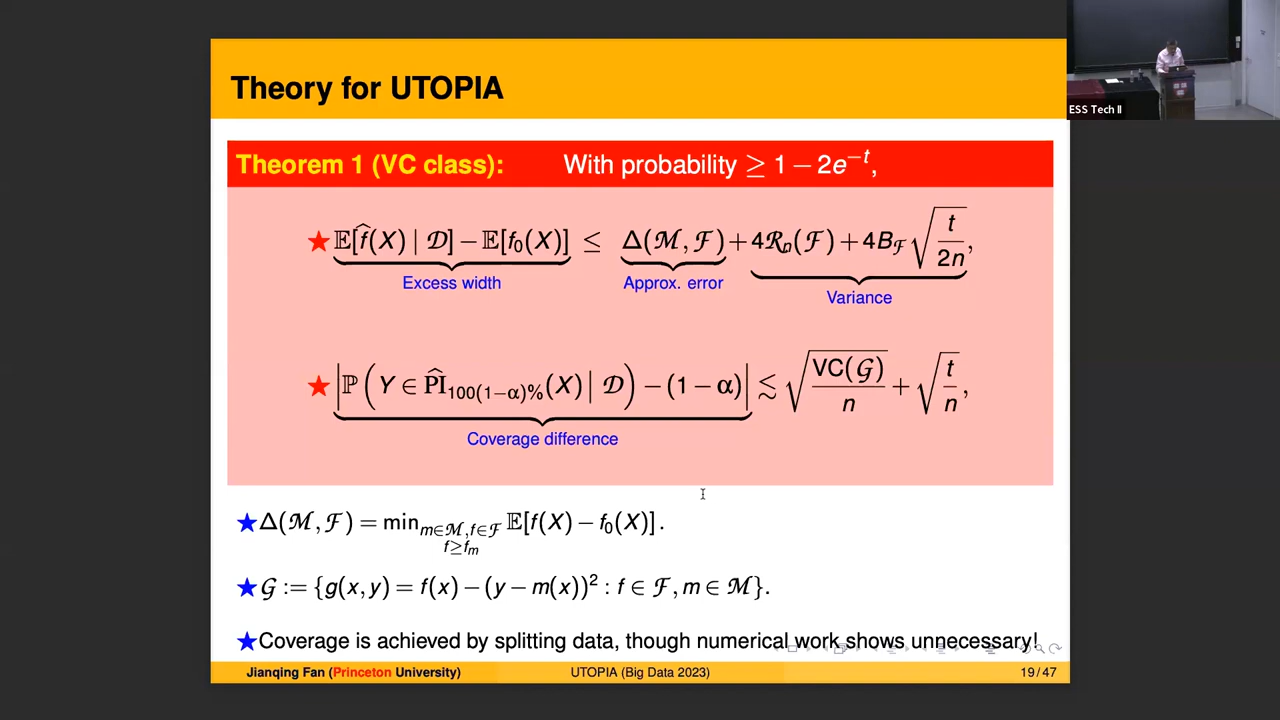 Theory for UTOPIA
ESS Tech II
Theorem 1 (VC class): With probability ≥ 1 − 2e^{−t},
★ 𝔼[f̂(X) | 𝒟] − 𝔼[f₀(X)] ≤ Δ(ℳ, ℱ) + 4ℛₙ(ℱ) + 4B_ℱ √(t/2n),
Excess width Approx. error Variance
★ |ℙ(Y ∈ P̂I_{100(1−α)%}(X) | 𝒟) − (1 − α)| ≲ √(VC(𝒢)/n) + √(t/n),
Coverage difference
★ Δ(ℳ, ℱ) = min_{m∈ℳ, f∈ℱ, f≥f_m} 𝔼[f(X) − f₀(X)].
★ 𝒢 := {g(x, y) = f(x) − (y − m(x))² : f ∈ ℱ, m ∈ ℳ}.
★ Coverage is achieved by splitting data, though numerical work shows unnecessary!
Jianqing Fan (Princeton University) UTOPIA (Big Data 2023) 19 / 47